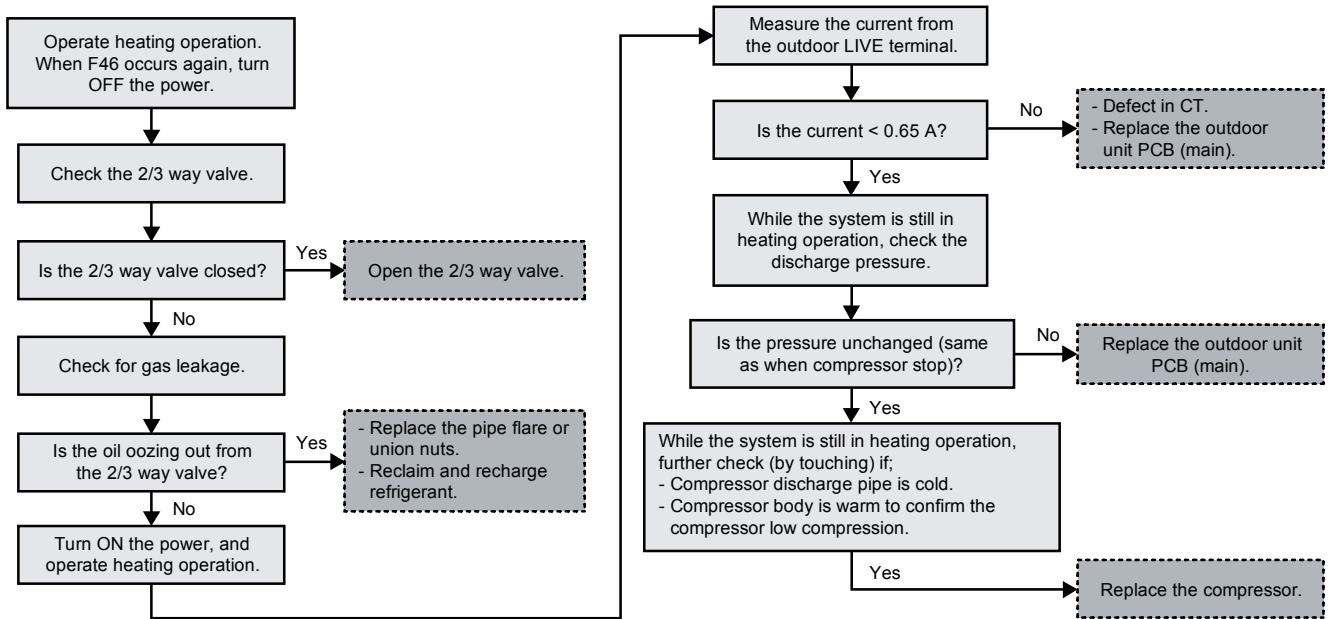 Operate heating operation.
When F46 occurs again, turn
OFF the power.
Check the 2/3 way valve.
Is the 2/3 way valve closed?
Yes
Open the 2/3 way valve.
No
Check for gas leakage.
Is the oil oozing out from
the 2/3 way valve?
Yes
- Replace the pipe flare or
union nuts.
- Reclaim and recharge
refrigerant.
No
Turn ON the power, and
operate heating operation.
Measure the current from
the outdoor LIVE terminal.
Is the current < 0.65 A?
No
- Defect in CT.
- Replace the outdoor
unit PCB (main).
Yes
While the system is still in
heating operation, check the
discharge pressure.
Is the pressure unchanged (same
as when compressor stop)?
No
Replace the outdoor unit
PCB (main).
Yes
While the system is still in heating operation,
further check (by touching) if;
- Compressor discharge pipe is cold.
- Compressor body is warm to confirm the
compressor low compression.
Yes
Replace the compressor.